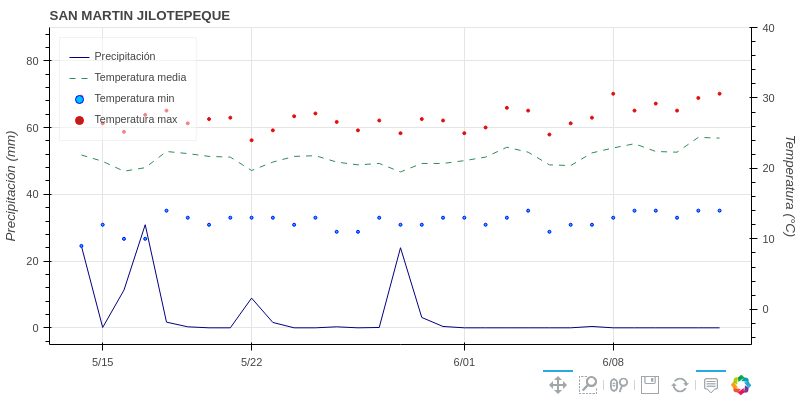 SAN MARTIN JILOTEPEQUE
Precipitación
Temperatura media
Temperatura min
Temperatura max
Precipitación (mm)
80
60
40
20
0
40
30
20
10
0
Temperatura (°C)
5/15
5/22
6/01
6/08